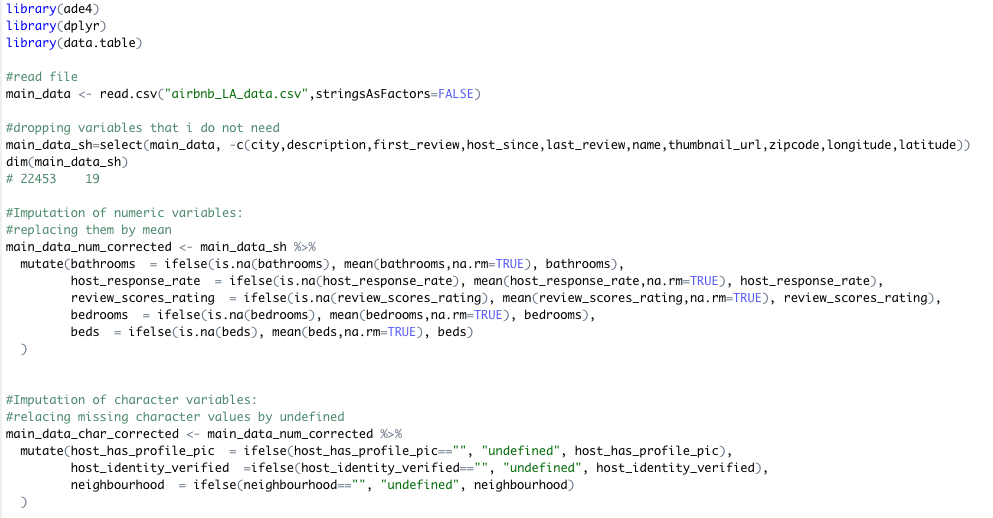 library(ade4)
library(dplyr)
library(data.table)
#read file
main_data <- read.csv("airbnb_LA_data.csv",stringsAsFactors=FALSE)
#dropping variables that i do not need
main_data_sh=select(main_data, -c(city,description,first_review,host_since,last_review,name,thumbnail_url,zipcode,longitude,latitude))
dim(main_data_sh)
# 22453    19
#Imputation of numeric variables:
#replacing them by mean
main_data_num_corrected <- main_data_sh %>%
  mutate(bathrooms  = ifelse(is.na(bathrooms), mean(bathrooms,na.rm=TRUE), bathrooms),
         host_response_rate  = ifelse(is.na(host_response_rate), mean(host_response_rate,na.rm=TRUE), host_response_rate),
         review_scores_rating  = ifelse(is.na(review_scores_rating), mean(review_scores_rating,na.rm=TRUE), review_scores_rating),
         bedrooms  = ifelse(is.na(bedrooms), mean(bedrooms,na.rm=TRUE), bedrooms),
         beds  = ifelse(is.na(beds), mean(beds,na.rm=TRUE), beds)
  )
#Imputation of character variables:
#relacing missing character values by undefined
main_data_char_corrected <- main_data_num_corrected %>%
  mutate(host_has_profile_pic  = ifelse(host_has_profile_pic=="", "undefined", host_has_profile_pic),
         host_identity_verified  =ifelse(host_identity_verified=="", "undefined", host_identity_verified),
         neighbourhood  = ifelse(neighbourhood=="", "undefined", neighbourhood)
  )